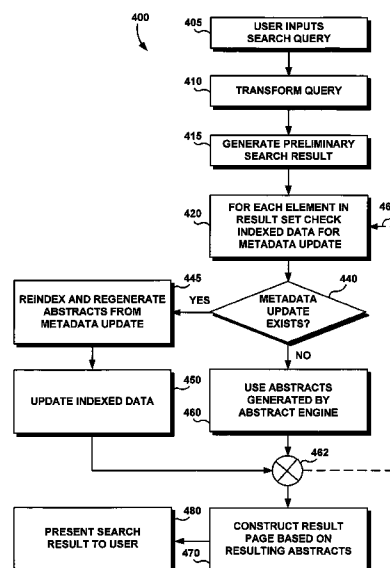 400
405
USER INPUTS
SEARCH QUERY
410
TRANSFORM QUERY
415
GENERATE PRELIMINARY
SEARCH RESULT
420
FOR EACH ELEMENT IN
RESULT SET CHECK
INDEXED DATA FOR
METADATA UPDATE
445
REINDEX AND REGENERATE
ABSTRACTS FROM
METADATA UPDATE
YES
440
METADATA
UPDATE
EXISTS?
NO
450
UPDATE INDEXED DATA
460
USE ABSTRACTS
GENERATED BY
ABSTRACT ENGINE
462
480
PRESENT SEARCH
RESULT TO USER
470
CONSTRUCT RESULT
PAGE BASED ON
RESULTING ABSTRACTS